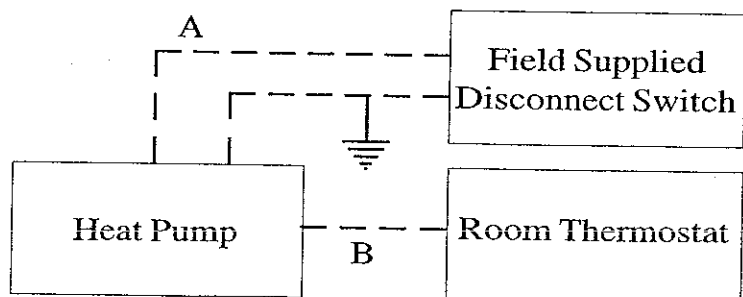 A
Field Supplied
Disconnect Switch
Heat Pump
B
Room Thermostat